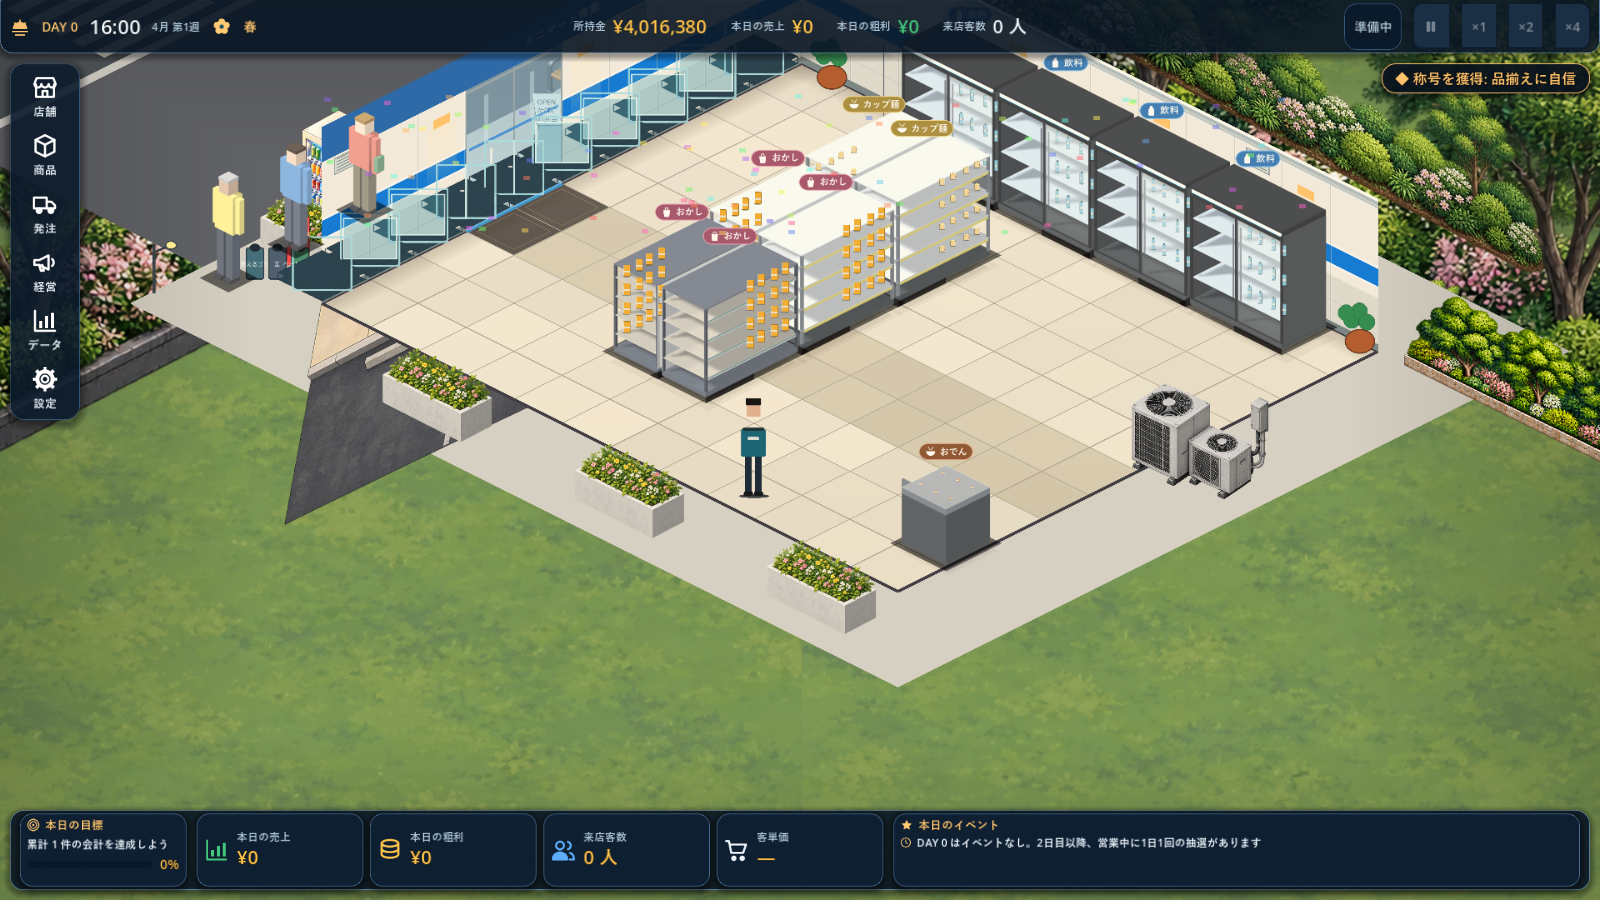 DAY 0 16:00 4月 第1週 春
所持金 ¥4,016,380 本日の売上 ¥0 本日の粗利 ¥0 来店客数 0 人
準備中 ×1 ×2 ×4
◆ 称号を獲得: 品揃えに自信
店舗
商品
発注
経営
データ
設定
OPEN
飲料
飲料
飲料
カップ麺
カップ麺
おかし
おかし
おかし
おかし
おでん
本日の目標
累計 1 件の会計を達成しよう
0%
本日の売上
¥0
本日の粗利
¥0
来店客数
0 人
客単価
—
本日のイベント
DAY 0 はイベントなし。2日目以降、営業中に1日1回の抽選があります